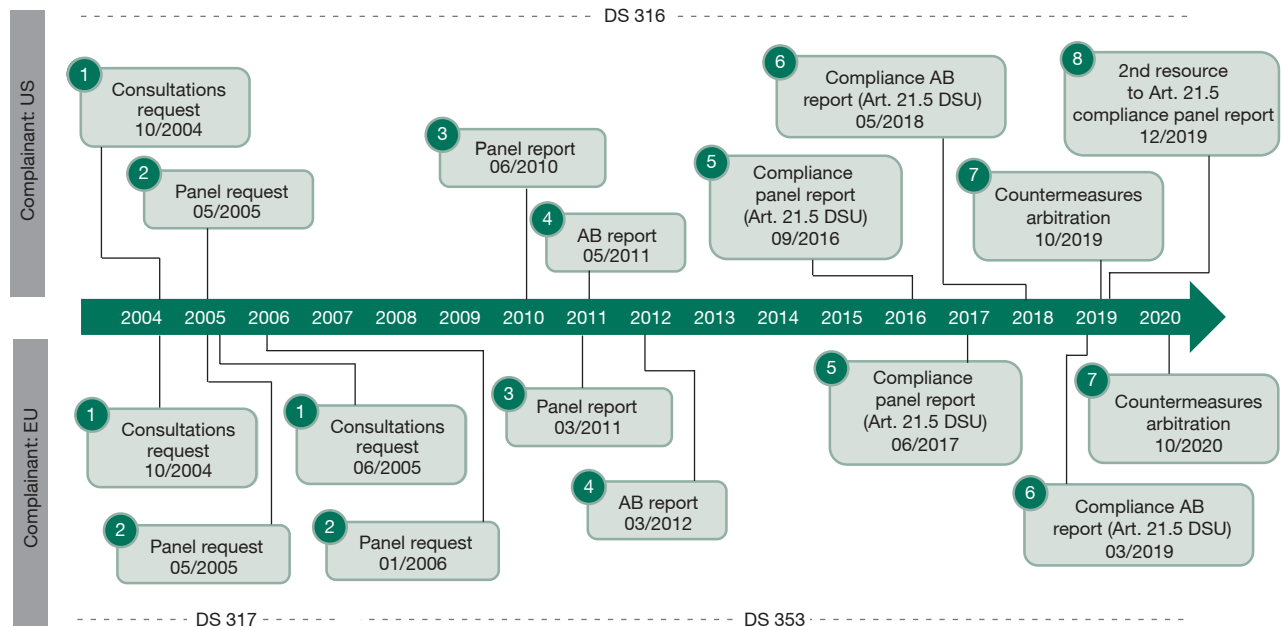 DS 316
Complainant: US
1
Consultations
request
10/2004
2
Panel request
05/2005
3
Panel report
06/2010
4
AB report
05/2011
5
Compliance
panel report
(Art. 21.5 DSU)
09/2016
6
Compliance AB
report (Art. 21.5 DSU)
05/2018
7
Countermeasures
arbitration
10/2019
8
2nd resource
to Art. 21.5
compliance panel report
12/2019
2004 2005 2006 2007 2008 2009 2010 2011 2012 2013 2014 2015 2016 2017 2018 2019 2020
Complainant: EU
1
Consultations
request
10/2004
2
Panel request
05/2005
1
Consultations
request
06/2005
2
Panel request
01/2006
3
Panel report
03/2011
4
AB report
03/2012
5
Compliance
panel report
(Art. 21.5 DSU)
06/2017
6
Compliance AB
report (Art. 21.5 DSU)
03/2019
7
Countermeasures
arbitration
10/2020
DS 317
DS 353